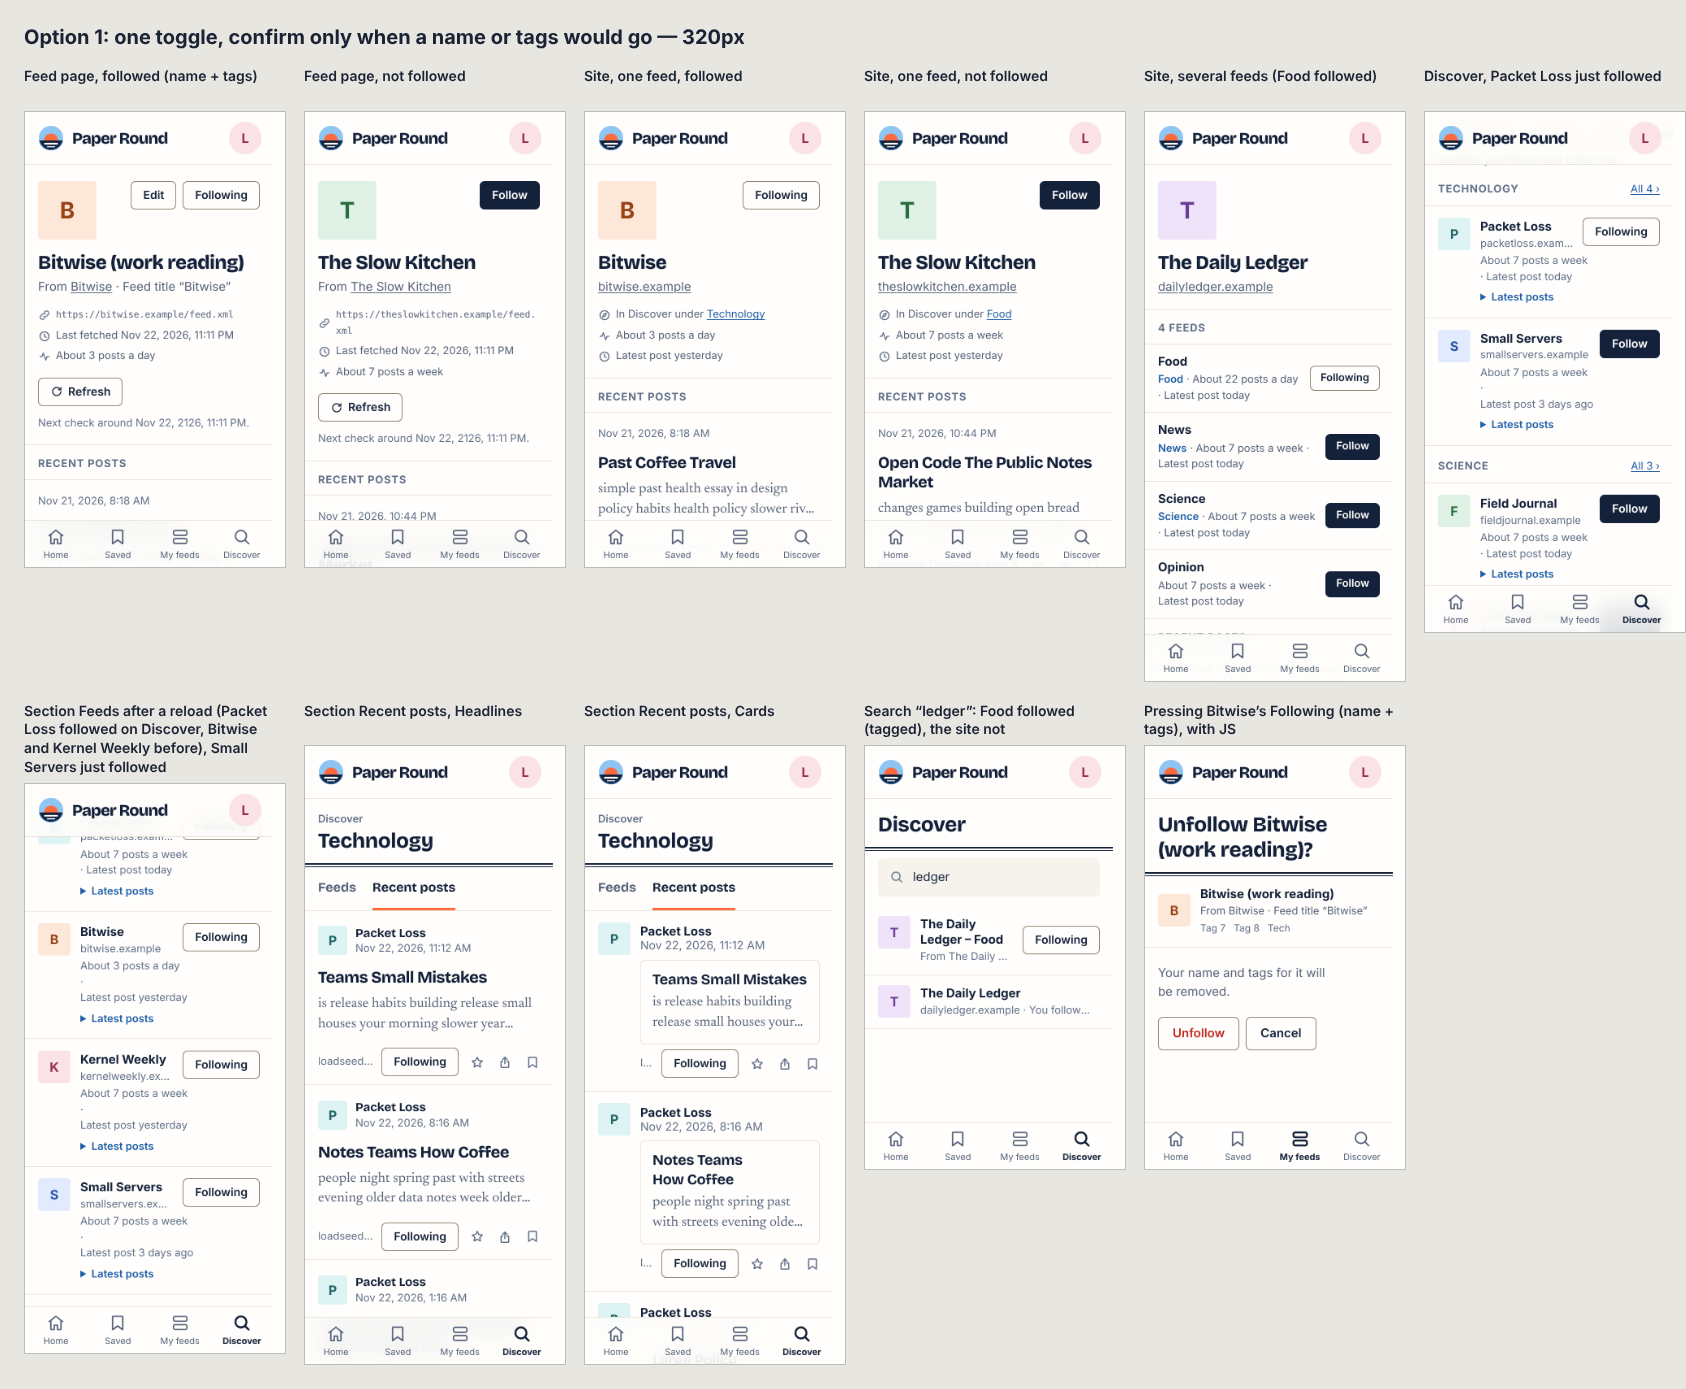 Option 1: one toggle, confirm only when a name or tags would go — 320px
Feed page, followed (name + tags)
Paper Round
L
B
Edit
Following
Bitwise (work reading)
From Bitwise · Feed title “Bitwise”
https://bitwise.example/feed.xml
Last fetched Nov 22, 2026, 11:11 PM
About 3 posts a day
Refresh
Next check around Nov 22, 2126, 11:11 PM.
RECENT POSTS
Nov 21, 2026, 8:18 AM
Home
Saved
My feeds
Discover
Feed page, not followed
Paper Round
L
T
Follow
The Slow Kitchen
From The Slow Kitchen
https://theslowkitchen.example/feed.
xml
Last fetched Nov 22, 2026, 11:11 PM
About 7 posts a week
Refresh
Next check around Nov 22, 2126, 11:11 PM.
RECENT POSTS
Nov 21, 2026, 10:44 PM
Market
Home
Saved
My feeds
Discover
Site, one feed, followed
Paper Round
L
B
Following
Bitwise
bitwise.example
In Discover under Technology
About 3 posts a day
Latest post yesterday
RECENT POSTS
Nov 21, 2026, 8:18 AM
Past Coffee Travel
simple past health essay in design
policy habits health policy slower riv...
Home
Saved
My feeds
Discover
Site, one feed, not followed
Paper Round
L
T
Follow
The Slow Kitchen
theslowkitchen.example
In Discover under Food
About 7 posts a week
Latest post yesterday
RECENT POSTS
Nov 21, 2026, 10:44 PM
Open Code The Public Notes
Market
changes games building open bread
Home
Saved
My feeds
Discover
Site, several feeds (Food followed)
Paper Round
L
T
The Daily Ledger
dailyledger.example
4 FEEDS
Food
Food · About 22 posts a day
· Latest post today
Following
News
News · About 7 posts a week ·
Latest post today
Follow
Science
Science · About 7 posts a week
· Latest post today
Follow
Opinion
About 7 posts a week ·
Latest post today
Follow
RECENT POSTS
Home
Saved
My feeds
Discover
Discover, Packet Loss just followed
Paper Round
L
TECHNOLOGY
All 4 ›
P
Packet Loss
packetloss.exam...
Following
About 7 posts a week
· Latest post today
Latest posts
S
Small Servers
smallservers.example
Follow
About 7 posts a week
·
Latest post 3 days ago
Latest posts
SCIENCE
All 3 ›
F
Field Journal
fieldjournal.example
Follow
About 7 posts a week
· Latest post today
Latest posts
Home
Saved
My feeds
Discover
Section Feeds after a reload (Packet
Loss followed on Discover, Bitwise
and Kernel Weekly before), Small
Servers just followed
Paper Round
L
packetloss.exam...
About 7 posts a week
· Latest post today
Latest posts
B
Bitwise
bitwise.example
Following
About 3 posts a day
·
Latest post yesterday
Latest posts
K
Kernel Weekly
kernelweekly.ex...
Following
About 7 posts a week
·
Latest post yesterday
Latest posts
S
Small Servers
smallservers.ex...
Following
About 7 posts a week
·
Latest post 3 days ago
Latest posts
Home
Saved
My feeds
Discover
Section Recent posts, Headlines
Paper Round
L
Discover
Technology
Feeds
Recent posts
P
Packet Loss
Nov 22, 2026, 11:12 AM
Teams Small Mistakes
is release habits building release small
houses your morning slower year...
loadseed...
Following
P
Packet Loss
Nov 22, 2026, 8:16 AM
Notes Teams How Coffee
people night spring past with streets
evening older data notes week older...
loadseed...
Following
P
Packet Loss
Nov 22, 2026, 1:16 AM
Home
Saved
My feeds
Discover
Section Recent posts, Cards
Paper Round
L
Discover
Technology
Feeds
Recent posts
P
Packet Loss
Nov 22, 2026, 11:12 AM
Teams Small Mistakes
is release habits building
release small houses your...
l...
Following
P
Packet Loss
Nov 22, 2026, 8:16 AM
Notes Teams
How Coffee
people night spring past
with streets evening olde...
l...
Following
P
Packet Loss
Large Policy
Home
Saved
My feeds
Discover
Search “ledger”: Food followed
(tagged), the site not
Paper Round
L
Discover
ledger
T
The Daily
Ledger – Food
From The Daily ...
Following
T
The Daily Ledger
dailyledger.example · You follow...
Home
Saved
My feeds
Discover
Pressing Bitwise’s Following (name +
tags), with JS
Paper Round
L
Unfollow Bitwise
(work reading)?
B
Bitwise (work reading)
From Bitwise · Feed title “Bitwise”
Tag 7 Tag 8 Tech
Your name and tags for it will
be removed.
Unfollow
Cancel
Home
Saved
My feeds
Discover